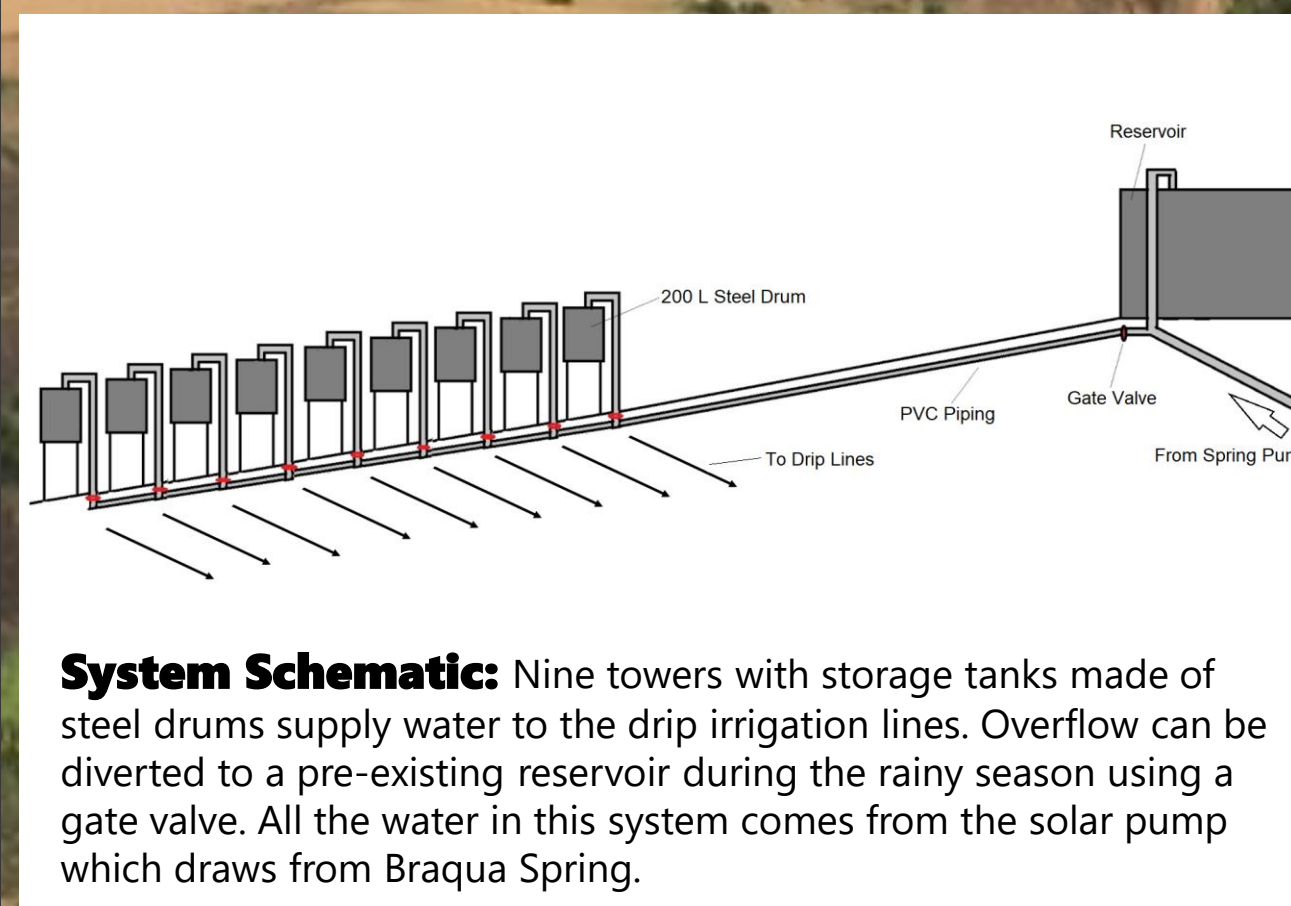 Reservoir
200 L Steel Drum
Gate Valve
PVC Piping
From Spring
To Drip Lines
System Schematic: Nine towers with storage tanks made of
steel drums supply water to the drip irrigation lines. Overflow can be
diverted to a pre-existing reservoir during the rainy season using a
gate valve. All the water in this system comes from the solar pump
which draws from Braqua Spring.